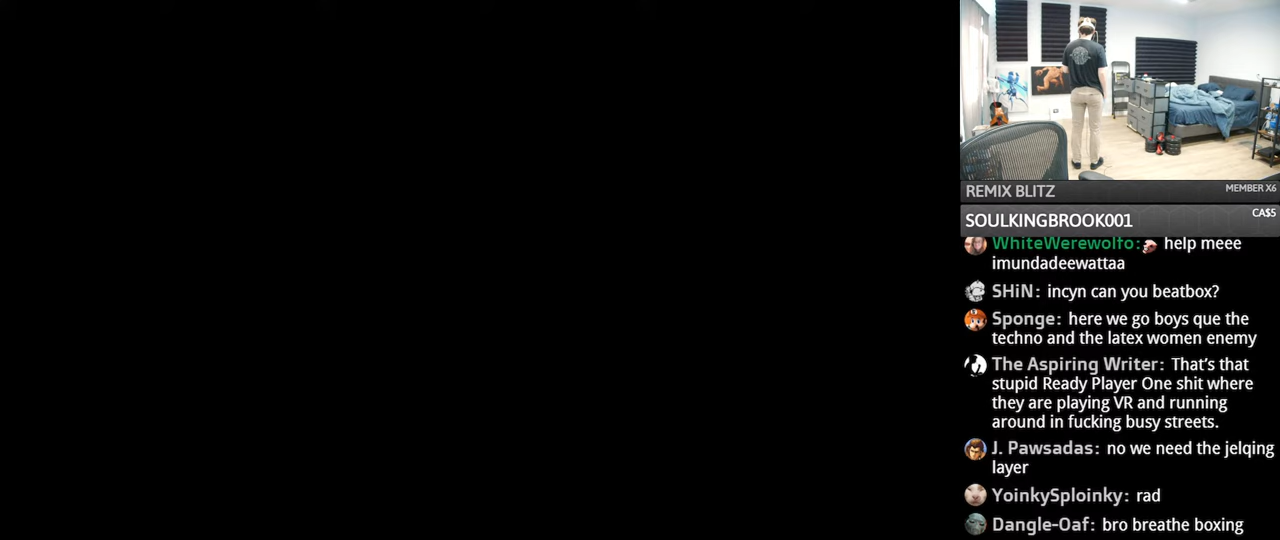 REMIX BLITZ MEMBER X6
SOULKINGBROOK001 CA$5
WhiteWerewolfo: help meee
imundadeewattaa
SHiN: incyn can you beatbox?
Sponge: here we go boys que the
techno and the latex women enemy
The Aspiring Writer: That's that
stupid Ready Player One shit where
they are playing VR and running
around in fucking busy streets.
J. Pawsadas: no we need the jelqing
layer
YoinkySploinky: rad
Dangle-Oaf: bro breathe boxing